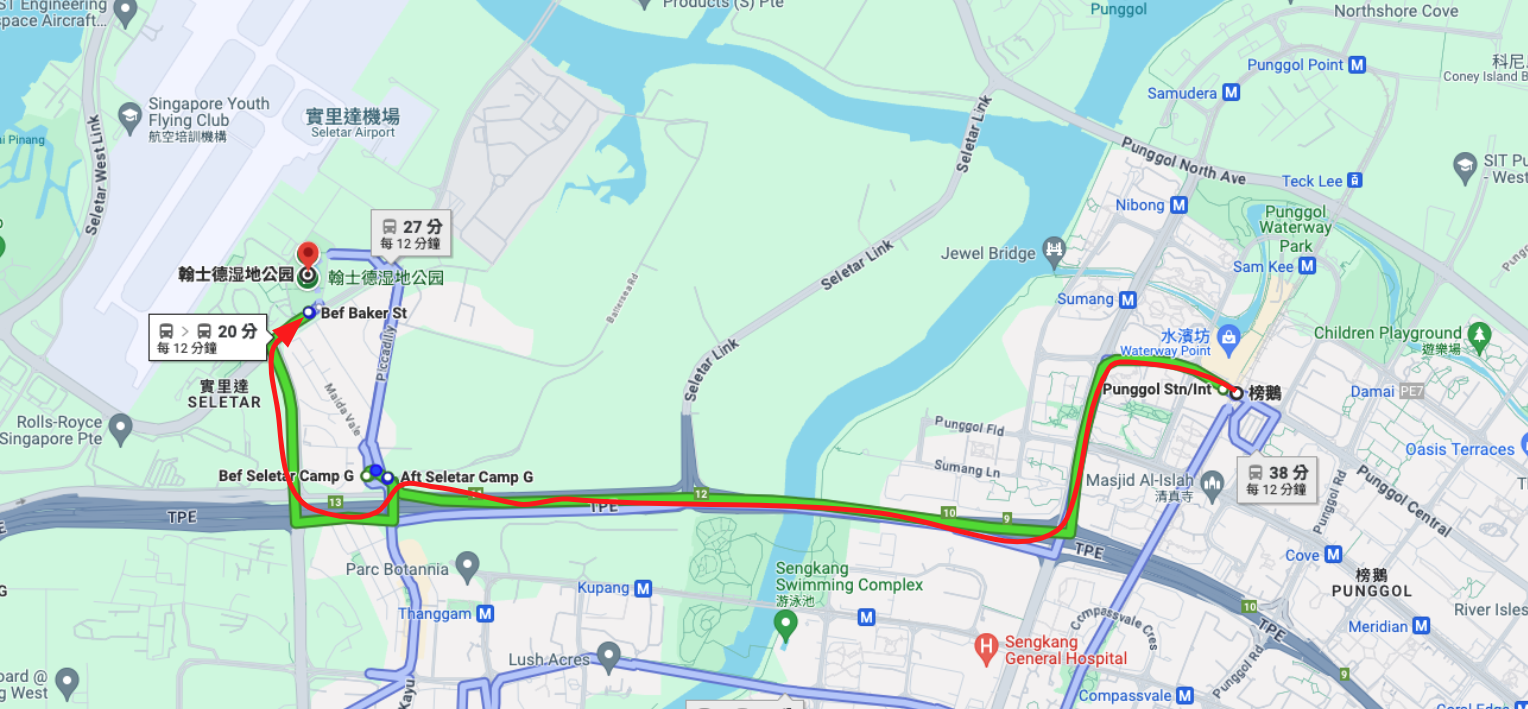 ST Engineering
space Aircraft...
Products (S) Pte
Punggol
Northshore Cove
Punggol Point M
科尼
Coney Island B
Samudera M
Singapore Youth
Flying Club
航空培訓機構
實里達機場
Seletar Airport
ai Pinang
Seletar West Link
Seletar Link
Punggol North Ave
Teck Lee
SIT Pu
- West
Nibong M
Punggol
Waterway
Park
27 分
每 12 分鐘
Jewel Bridge
Seletar Link
Sam Kee M
翰士德湿地公园
翰士德湿地公园
Battersea Rd
Sumang M
Bef Baker St
20 分
每 12 分鐘
Piccadilly
Seletar Link
水濱坊
Waterway Point
Children Playground
遊樂場
實里達
SELETAR
Maida Vale
Punggol Stn/Int
榜鵝
Damai PE7
Rolls-Royce
Singapore Pte
Punggol Fld
Oasis Terraces
Sumang Ln
38 分
每 12 分鐘
Bef Seletar Camp G
Aft Seletar Camp G
Masjid Al-Islah
清真寺
Punggol Rd
Punggol Central
13
12
10
9
TPE
TPE
TPE
Cove M
Parc Botannia
榜鵝
PUNGGOL
Kupang M
Sengkang
Swimming Complex
游泳池
Thanggam M
M
Compassvale Cres
10
TPE
River Isles
Meridian M
Lush Acres
H
Sengkang
General Hospital
Punggol Rd
9
oard @
g West
Kayu
Compassvale M